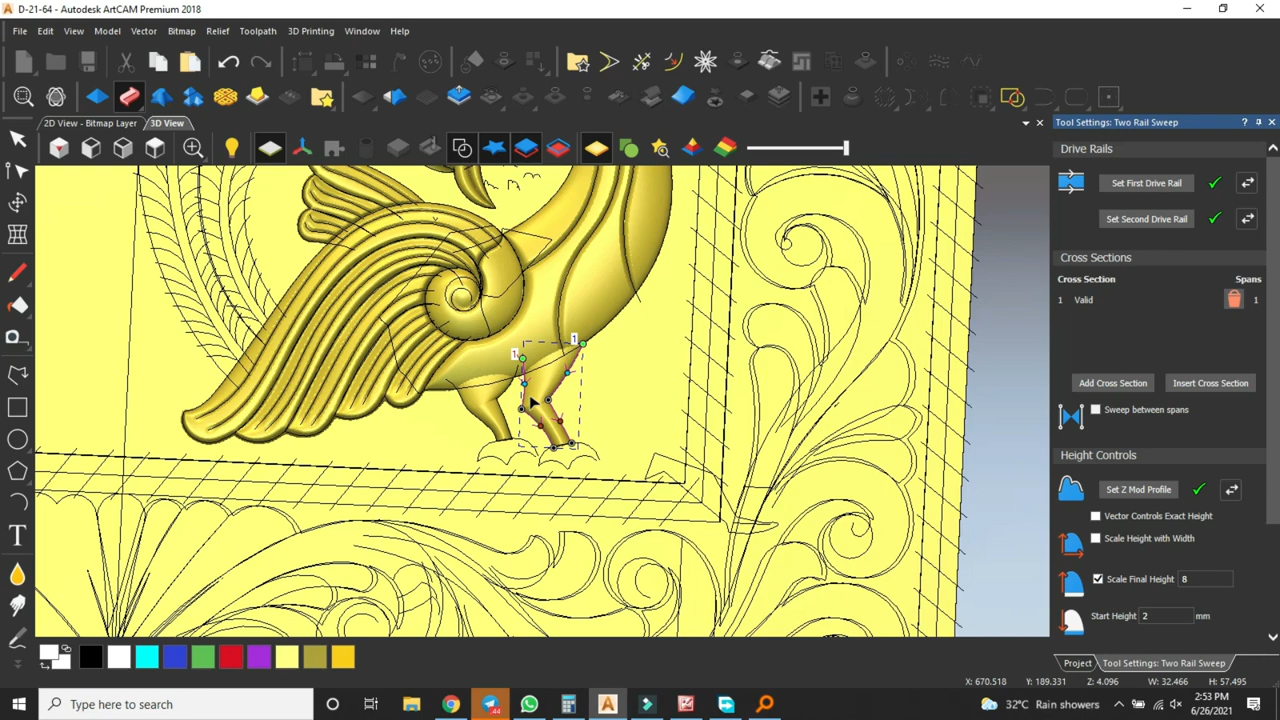 D-21-64 - Autodesk ArtCAM Premium 2018
File Edit View Model Vector Bitmap Relief Toolpath 3D Printing Window Help
2D View - Bitmap Layer 3D View
Tool Settings: Two Rail Sweep
Drive Rails
Set First Drive Rail
Set Second Drive Rail
Cross Sections
Cross Section Spans
1 Valid 1
Add Cross Section Insert Cross Section
Sweep between spans
Height Controls
Set Z Mod Profile
Vector Controls Exact Height
Scale Height with Width
Scale Final Height 8
Start Height 2 mm
1 1
Project Tool Settings: Two Rail Sweep
X: 670.518 Y: 189.331 Z: 4.096 W: 32.466 H: 57.495
Type here to search
44
32°C Rain showers
2:53 PM
6/26/2021